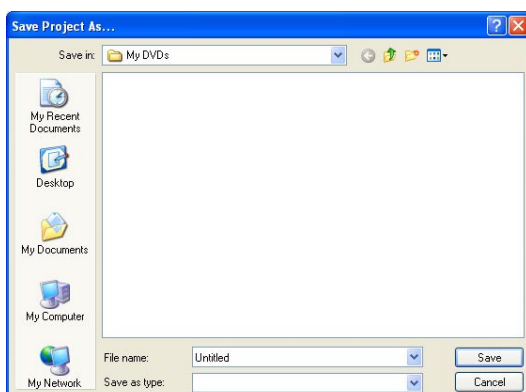 Save Project As...
Save in:
My DVDs
My Recent
Documents
Desktop
My Documents
My Computer
My Network
File name:
Untitled
Save
Save as type:
Cancel